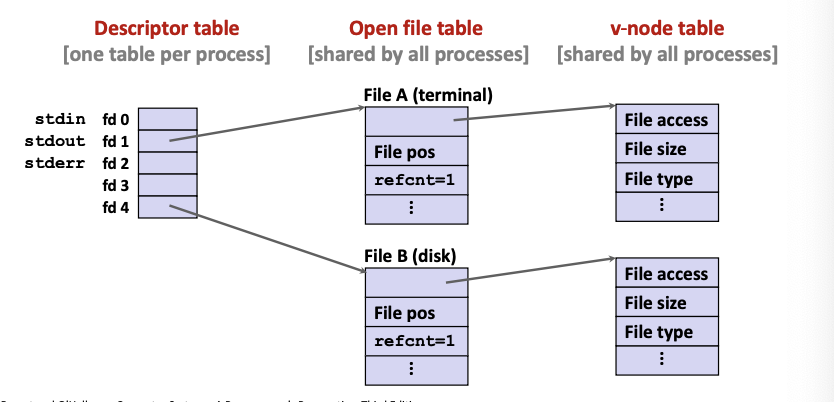 Descriptor table
[one table per process]
Open file table
[shared by all processes]
v-node table
[shared by all processes]
stdin fd 0
stdout fd 1
stderr fd 2
fd 3
fd 4
File A (terminal)
File pos
refcnt=1
⋮
File access
File size
File type
⋮
File B (disk)
File pos
refcnt=1
⋮
File access
File size
File type
⋮